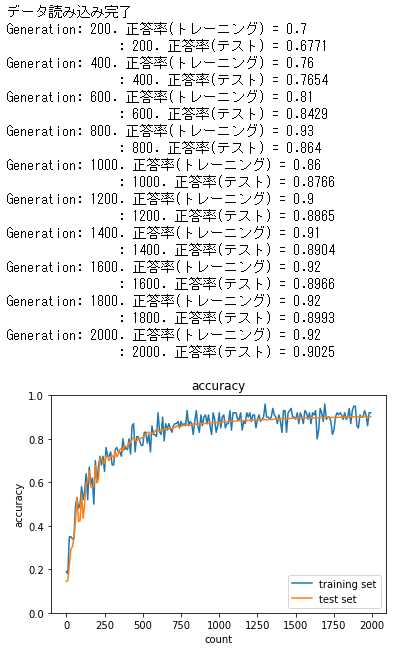 データ読み込み完了
Generation: 200. 正答率(トレーニング) = 0.7
: 200. 正答率(テスト) = 0.6771
Generation: 400. 正答率(トレーニング) = 0.76
: 400. 正答率(テスト) = 0.7654
Generation: 600. 正答率(トレーニング) = 0.81
: 600. 正答率(テスト) = 0.8429
Generation: 800. 正答率(トレーニング) = 0.93
: 800. 正答率(テスト) = 0.864
Generation: 1000. 正答率(トレーニング) = 0.86
: 1000. 正答率(テスト) = 0.8766
Generation: 1200. 正答率(トレーニング) = 0.9
: 1200. 正答率(テスト) = 0.8865
Generation: 1400. 正答率(トレーニング) = 0.91
: 1400. 正答率(テスト) = 0.8904
Generation: 1600. 正答率(トレーニング) = 0.92
: 1600. 正答率(テスト) = 0.8966
Generation: 1800. 正答率(トレーニング) = 0.92
: 1800. 正答率(テスト) = 0.8993
Generation: 2000. 正答率(トレーニング) = 0.92
: 2000. 正答率(テスト) = 0.9025
accuracy
1.0
0.8
0.6
0.4
0.2
0.0
accuracy
training set
test set
0 250 500 750 1000 1250 1500 1750 2000
count